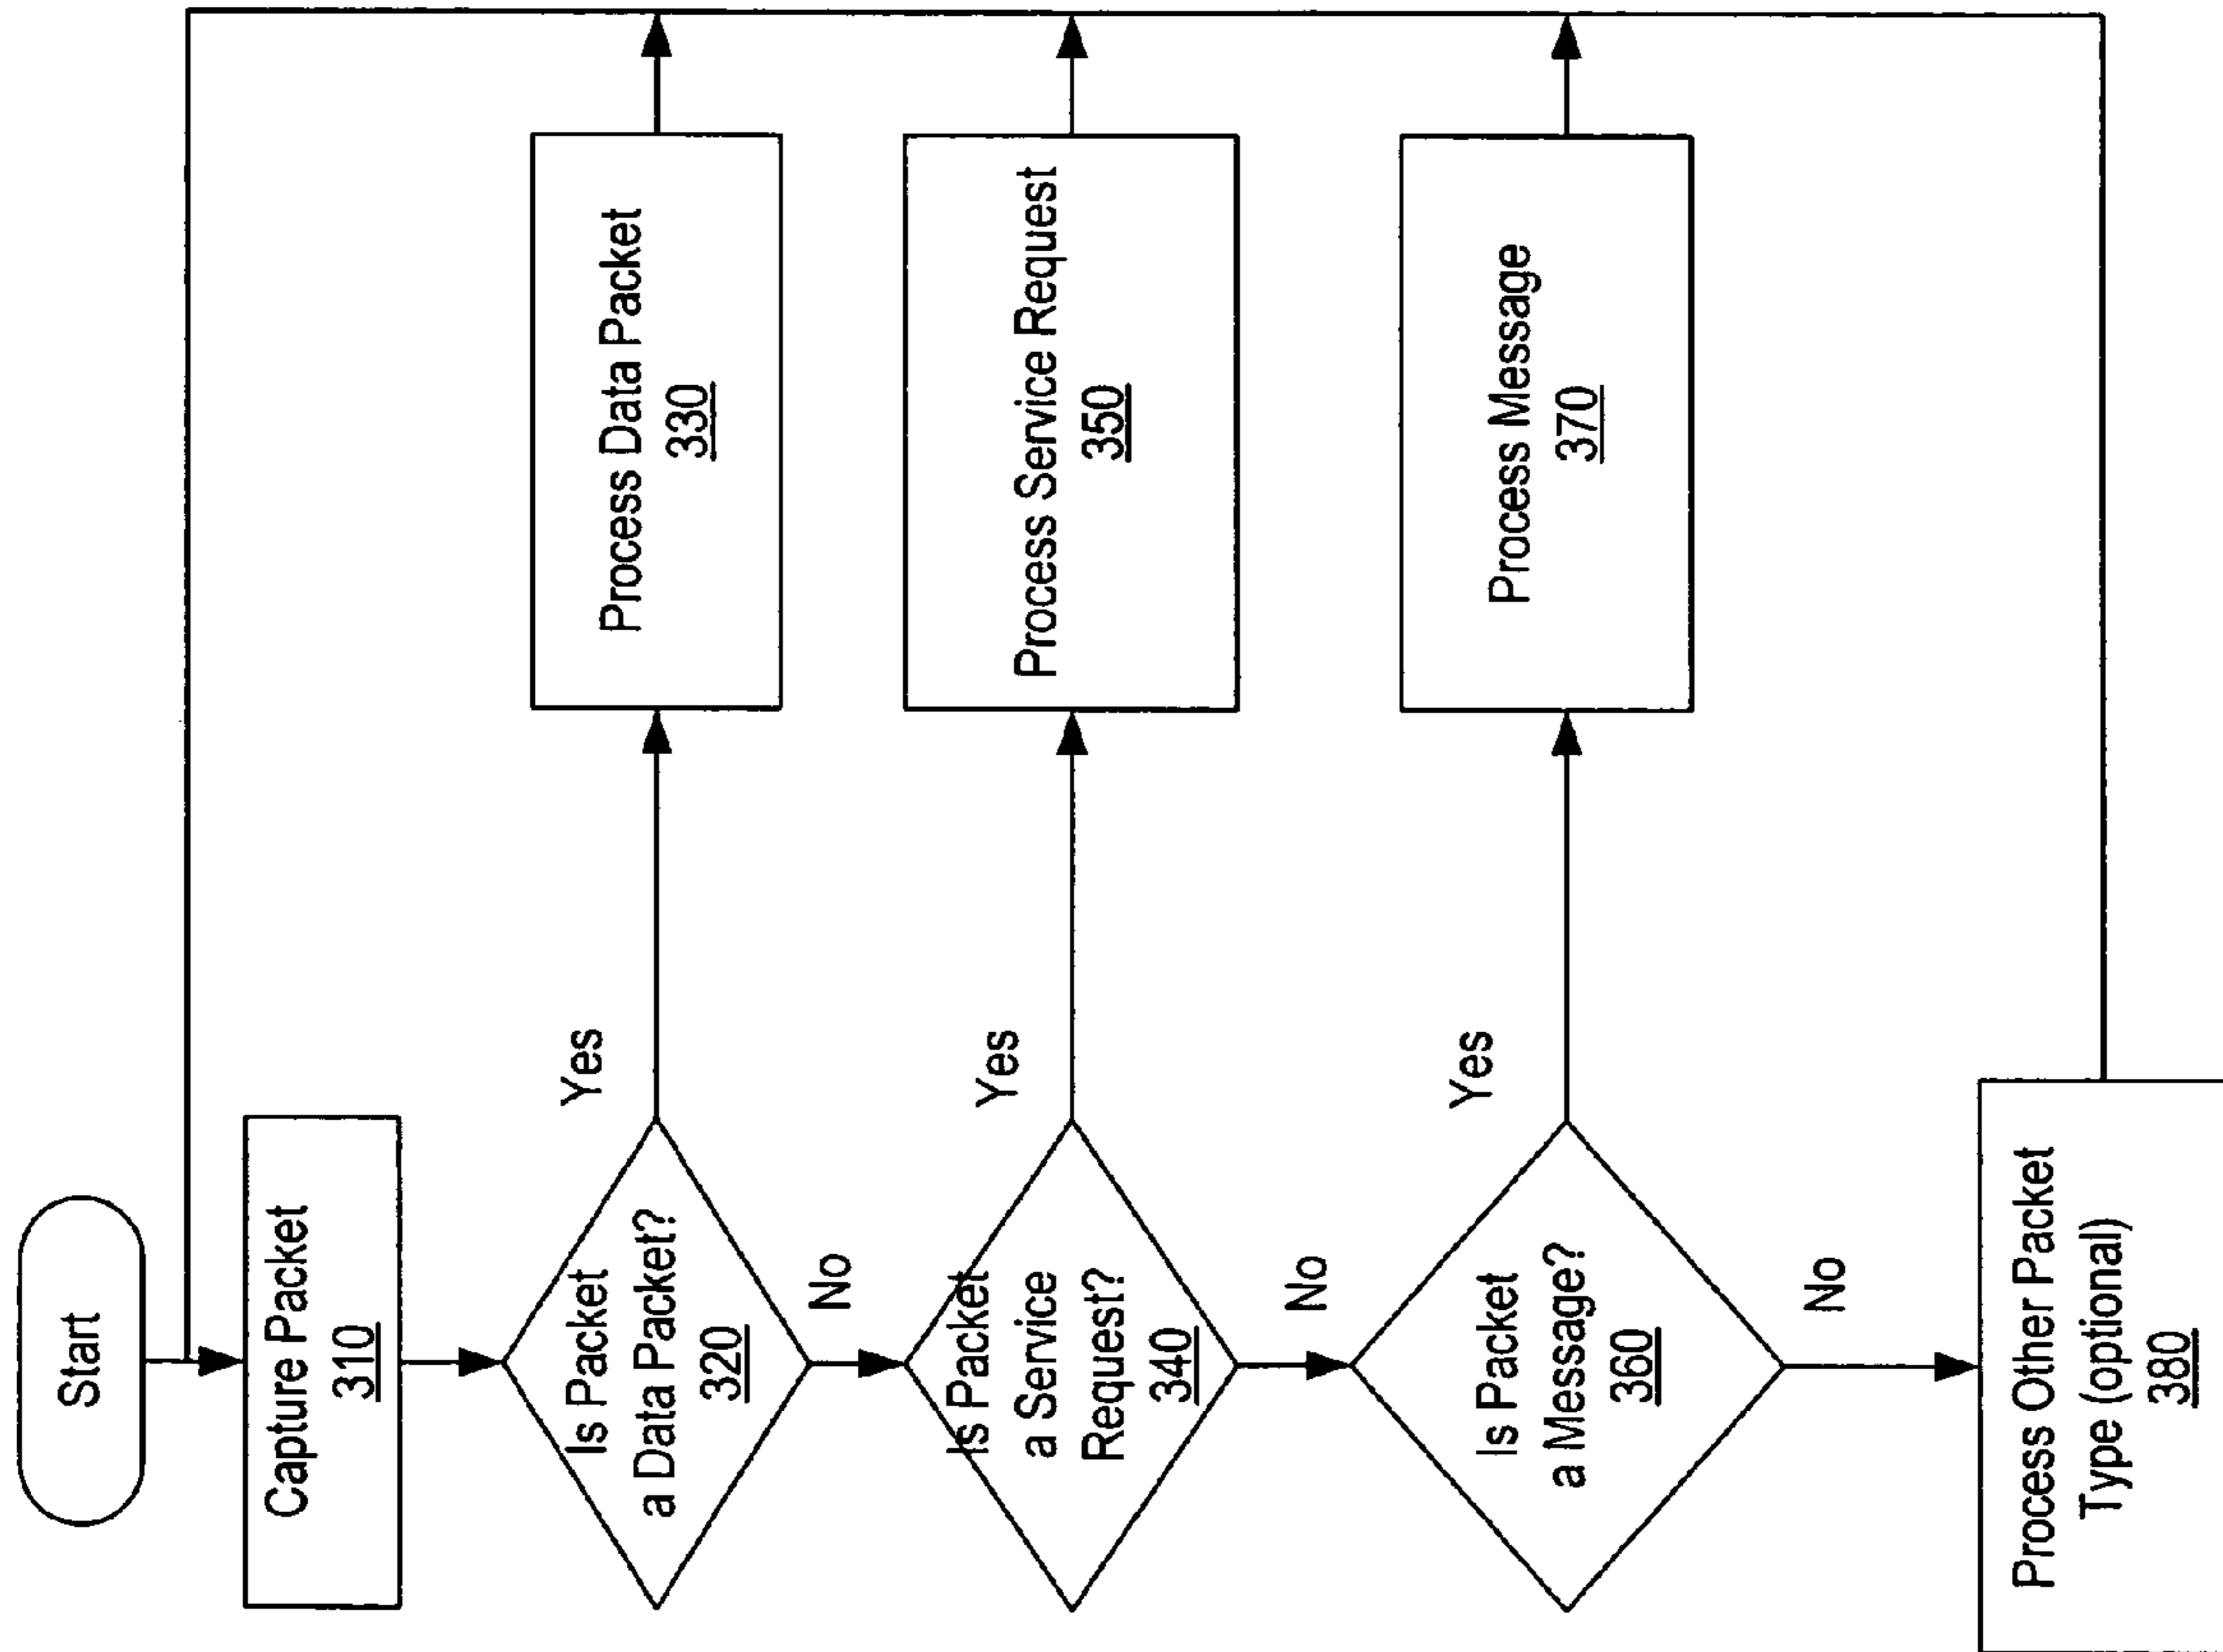 Start
Capture Packet
310
Is Packet
a Data Packet?
320
Yes
Process Data Packet
330
No
Is Packet
a Service
Request?
340
Yes
Process Service Request
350
No
Is Packet
a Message?
360
Yes
Process Message
370
No
Process Other Packet
Type (optional)
380